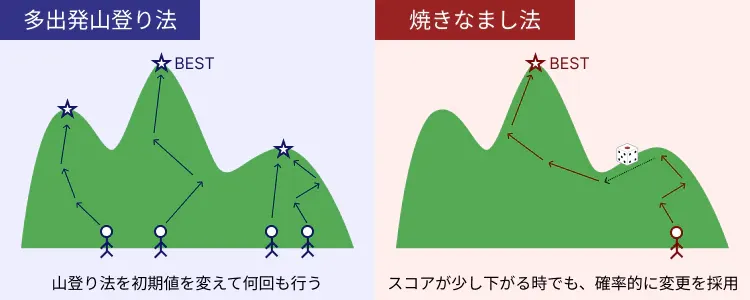 多出発山登り法
BEST
山登り法を初期値を変えて何回も行う
焼きなまし法
BEST
スコアが少し下がる時でも、確率的に変更を採用